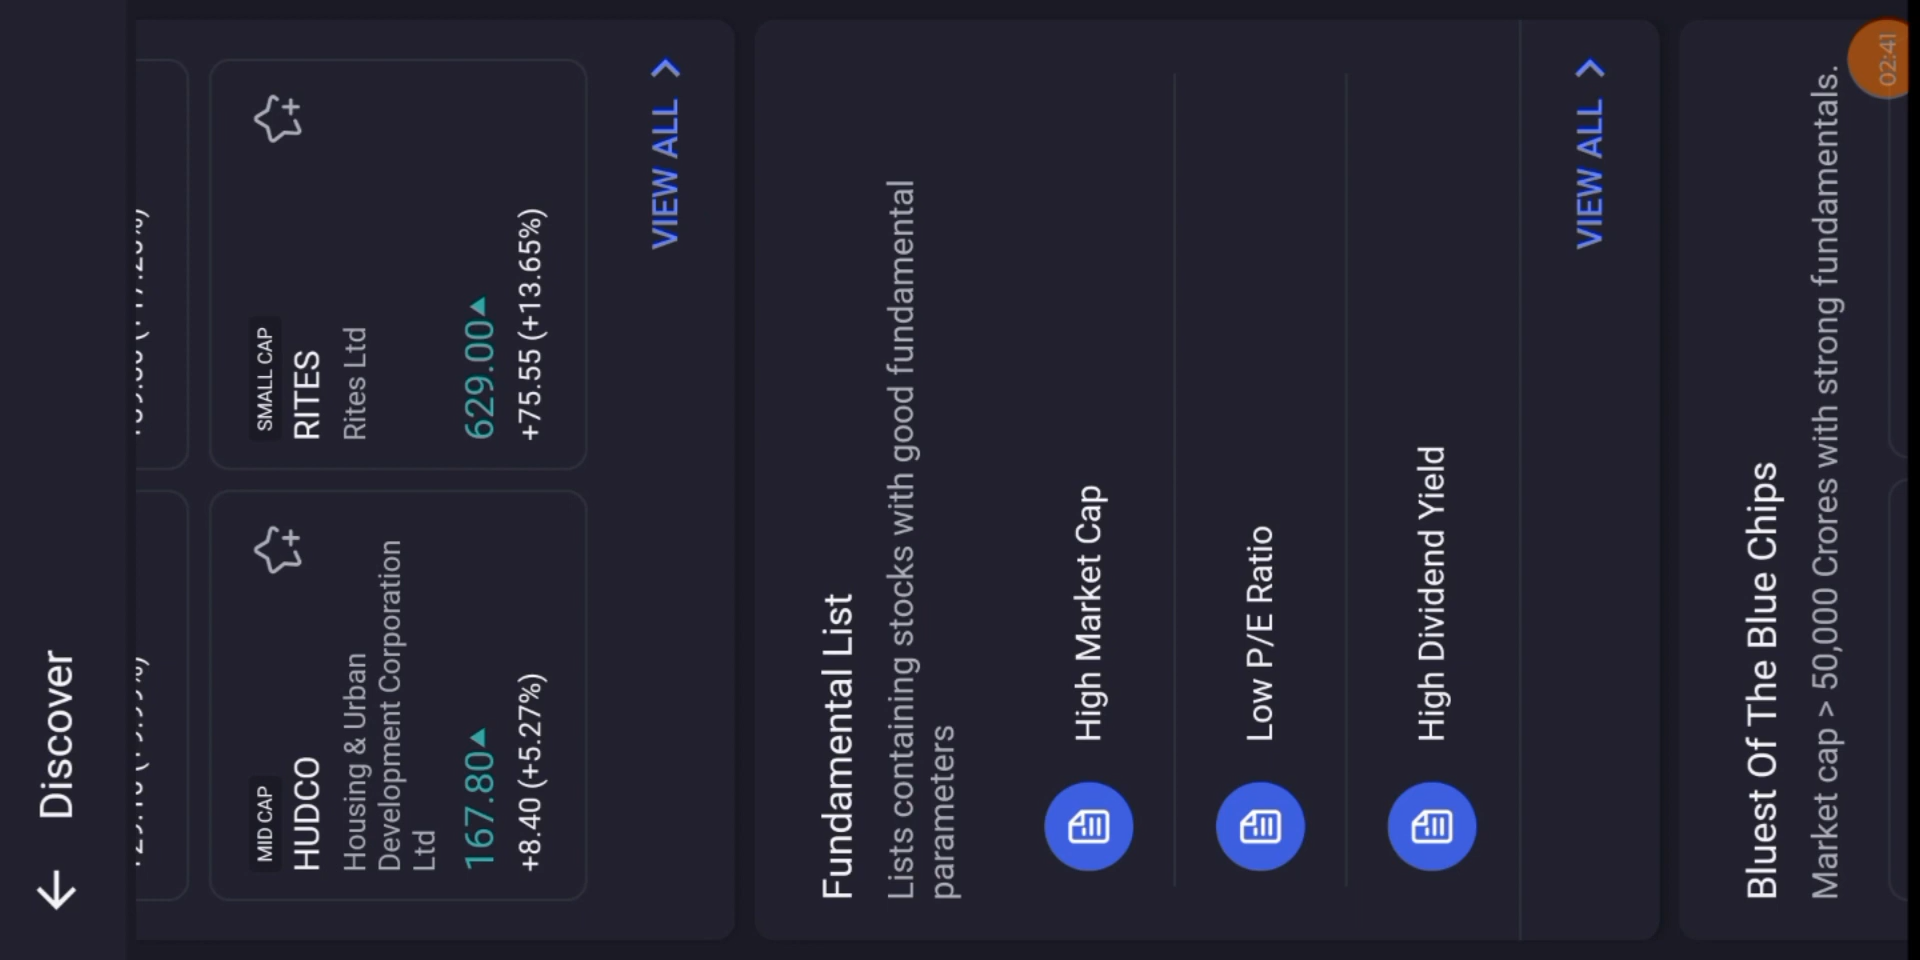 Discover
MID CAP
HUDCO
Housing & Urban
Development Corporation
Ltd
167.80▲
+8.40 (+5.27%)
SMALL CAP
RITES
Rites Ltd
629.00▲
+75.55 (+13.65%)
VIEW ALL
Fundamental List
Lists containing stocks with good fundamental
parameters
High Market Cap
Low P/E Ratio
High Dividend Yield
VIEW ALL
Bluest Of The Blue Chips
Market cap > 50,000 Crores with strong fundamentals.
02:41